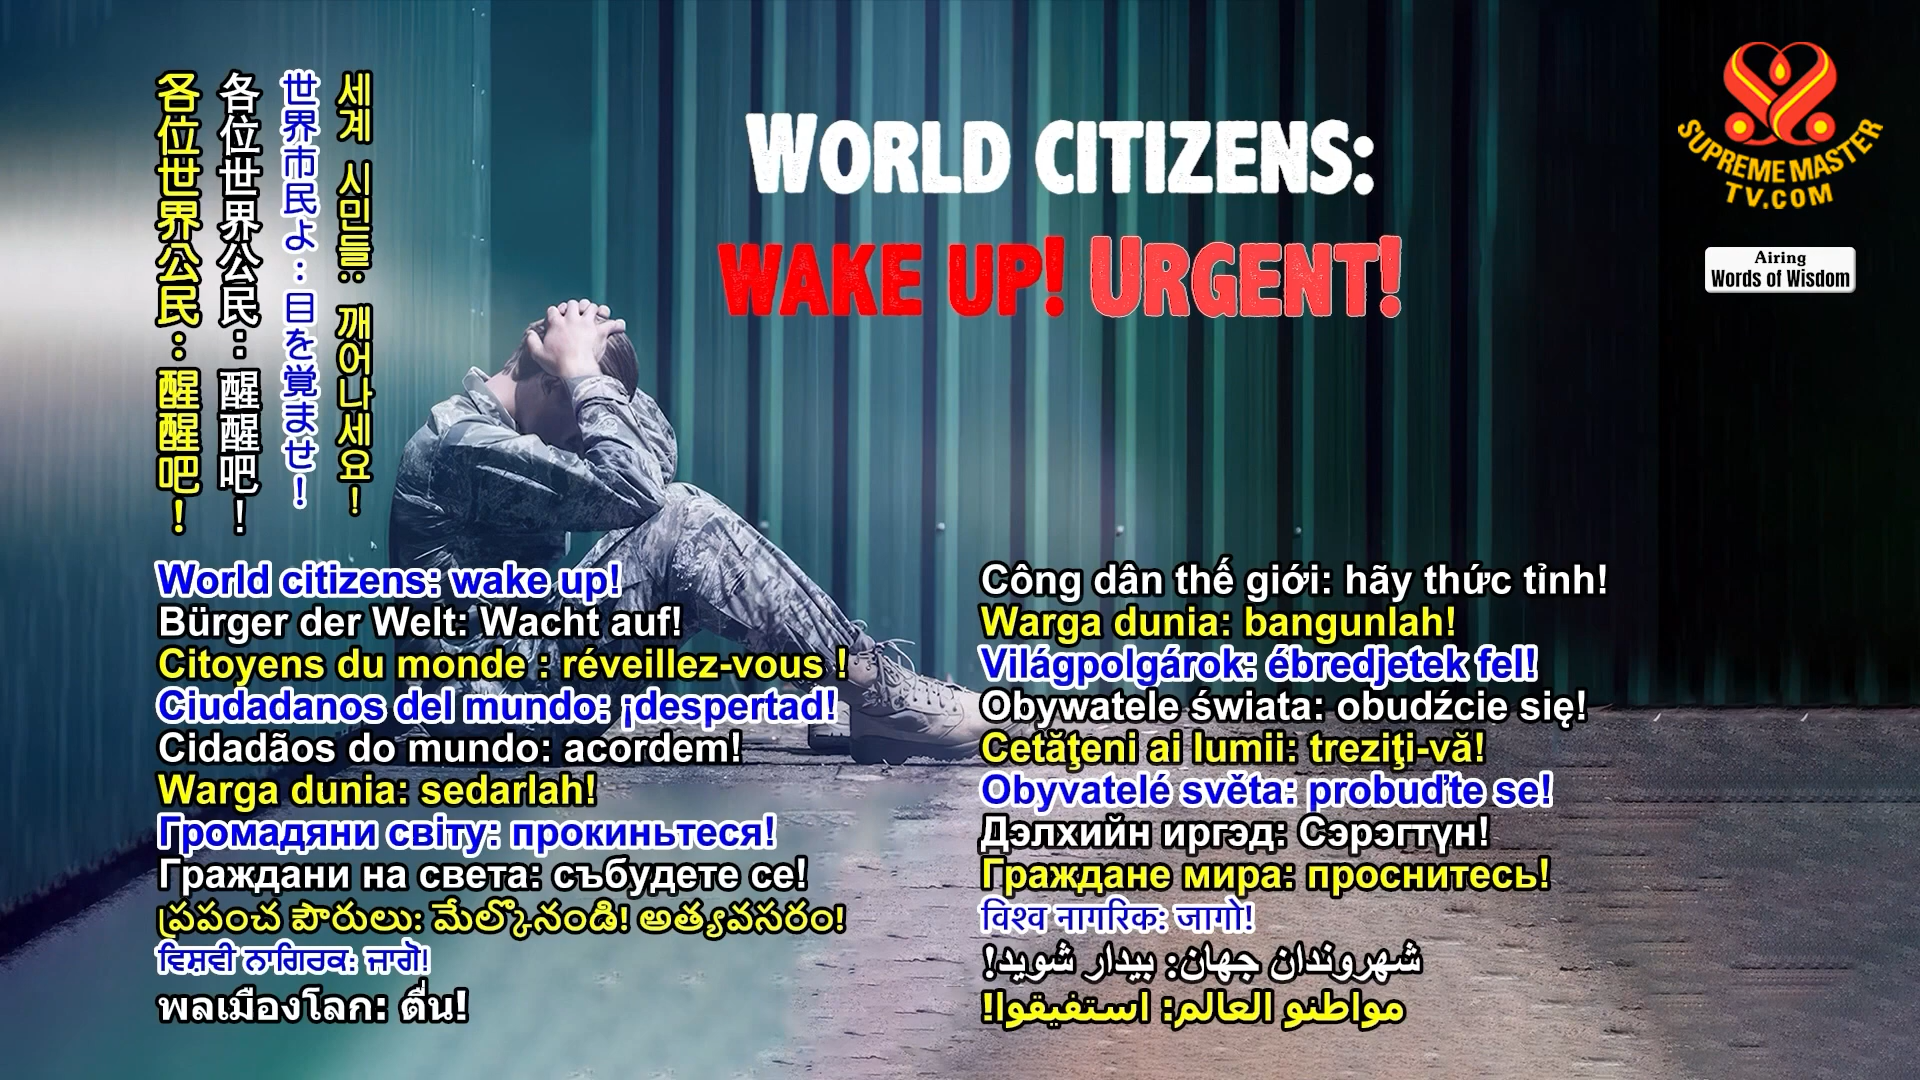 各位世界公民：醒醒吧！
各位世界公民：醒醒吧！
世界市民よ：目を覚ませ！
세계 시민들: 깨어나세요!
WORLD CITIZENS:
WAKE UP! URGENT!
SUPREME MASTER
TV.COM
Airing
Words of Wisdom
World citizens: wake up!
Bürger der Welt: Wacht auf!
Citoyens du monde : réveillez-vous !
Ciudadanos del mundo: ¡despertad!
Cidadãos do mundo: acordem!
Warga dunia: sedarlah!
Громадяни світу: прокиньтеся!
Граждани на света: събудете се!
ప్రపంచ పౌరులు: మేల్కొనండి! అత్యవసరం!
ਵਿਸ਼ਵੀ ਨਾਗਰਿਕ: ਜਾਗੋ!
พลเมืองโลก: ตื่น!
Công dân thế giới: hãy thức tỉnh!
Warga dunia: bangunlah!
Világpolgárok: ébredjetek fel!
Obywatele świata: obudźcie się!
Cetăţeni ai lumii: treziţi-vă!
Obyvatelé světa: probuďte se!
Дэлхийн иргэд: Сэрэгтүн!
Граждане мира: проснитесь!
विश्व नागरिक: जागो!
شهروندان جهان: بیدار شوید!
مواطنو العالم: استفيقوا!